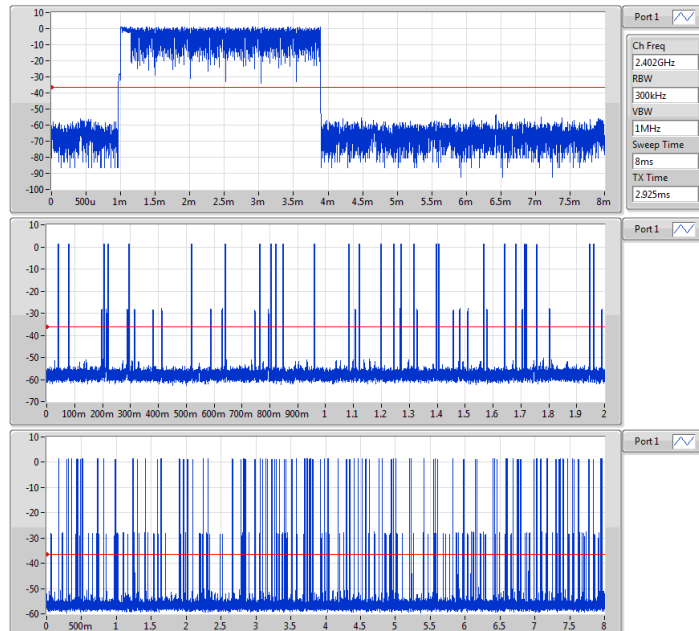 10
0
-10
-20
-30
-40
-50
-60
-70
-80
-90
-100
0 500u 1m 1.5m 2m 2.5m 3m 3.5m 4m 4.5m 5m 5.5m 6m 6.5m 7m 7.5m 8m
Port 1
Ch Freq
2.402GHz
RBW
300kHz
VBW
1MHz
Sweep Time
8ms
TX Time
2.925ms
10
0
-10
-20
-30
-40
-50
-60
-70
0 100m 200m 300m 400m 500m 600m 700m 800m 900m 1 1.1 1.2 1.3 1.4 1.5 1.6 1.7 1.8 1.9 2
Port 1
10
0
-10
-20
-30
-40
-50
-60
0 500m 1 1.5 2 2.5 3 3.5 4 4.5 5 5.5 6 6.5 7 7.5 8
Port 1